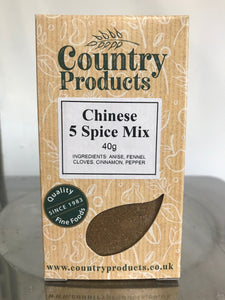 Country
Products
Chinese
5 Spice Mix
40g
INGREDIENTS: ANISE, FENNEL
CLOVES, CINNAMON, PEPPER
Quality
SINCE 1983
Fine Foods
www.countryproducts.co.uk